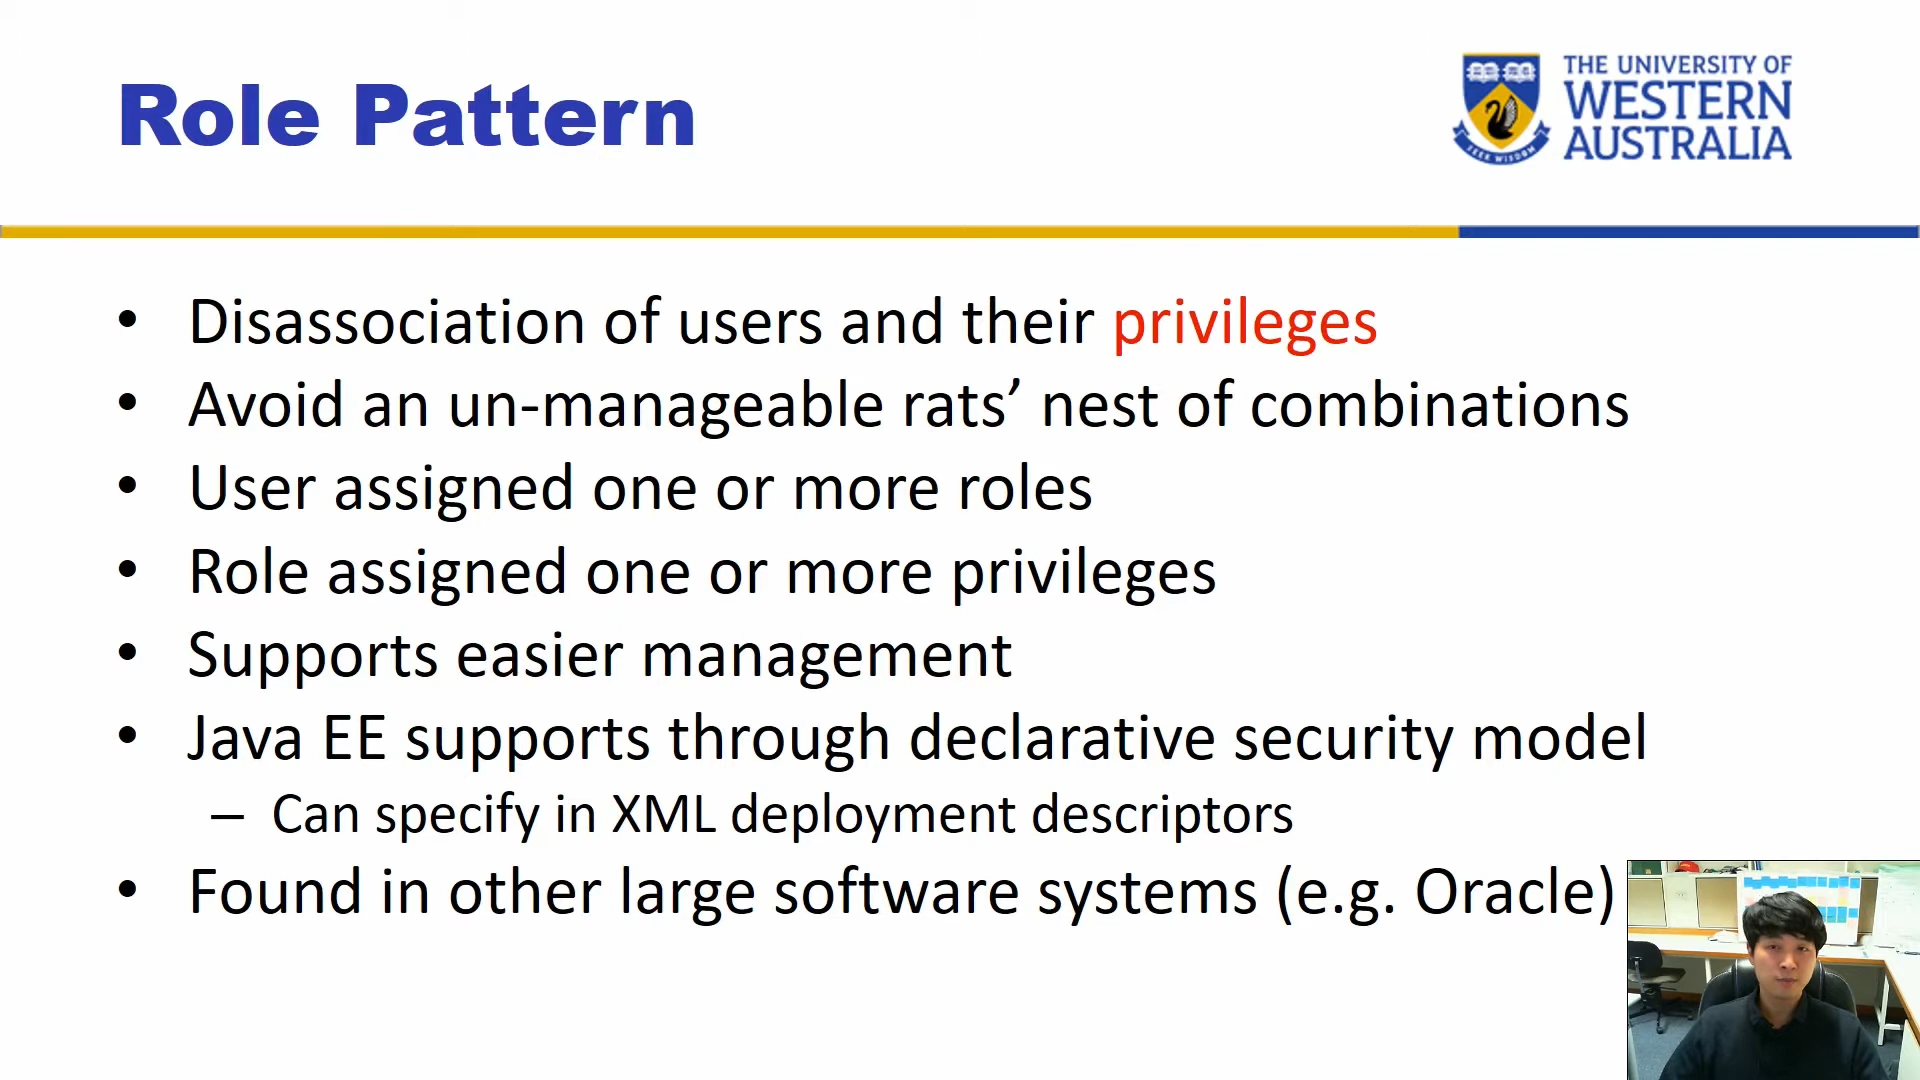 Role Pattern
THE UNIVERSITY OF
WESTERN
AUSTRALIA
SEEK WISDOM
• Disassociation of users and their privileges
• Avoid an un-manageable rats’ nest of combinations
• User assigned one or more roles
• Role assigned one or more privileges
• Supports easier management
• Java EE supports through declarative security model
– Can specify in XML deployment descriptors
• Found in other large software systems (e.g. Oracle)